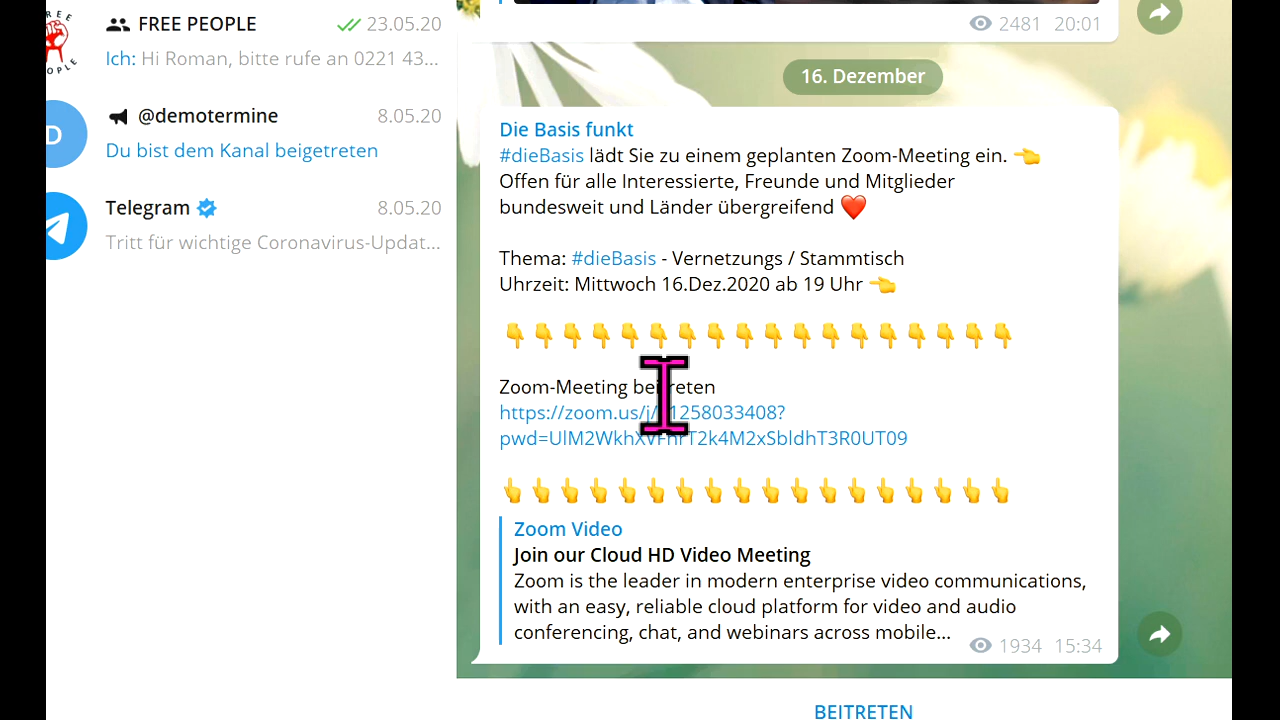 FREE PEOPLE 23.05.20
Ich: Hi Roman, bitte rufe an 0221 43...
@demotermine 8.05.20
D
Du bist dem Kanal beigetreten
Telegram 8.05.20
Tritt für wichtige Coronavirus-Updat...
2481 20:01
16. Dezember
Die Basis funkt
#dieBasis lädt Sie zu einem geplanten Zoom-Meeting ein. 👈
Offen für alle Interessierte, Freunde und Mitglieder
bundesweit und Länder übergreifend ❤️
Thema: #dieBasis - Vernetzungs / Stammtisch
Uhrzeit: Mittwoch 16.Dez.2020 ab 19 Uhr 👈
👇👇👇👇👇👇👇👇👇👇👇👇👇👇👇👇👇👇
Zoom-Meeting beitreten
https://zoom.us/j/
1258033408?
👆👆👆👆👆👆👆👆👆👆👆👆👆👆👆👆👆👆
Zoom Video
Join our Cloud HD Video Meeting
Zoom is the leader in modern enterprise video communications,
with an easy, reliable cloud platform for video and audio
conferencing, chat, and webinars across mobile...
1934 15:34
BEITRETEN